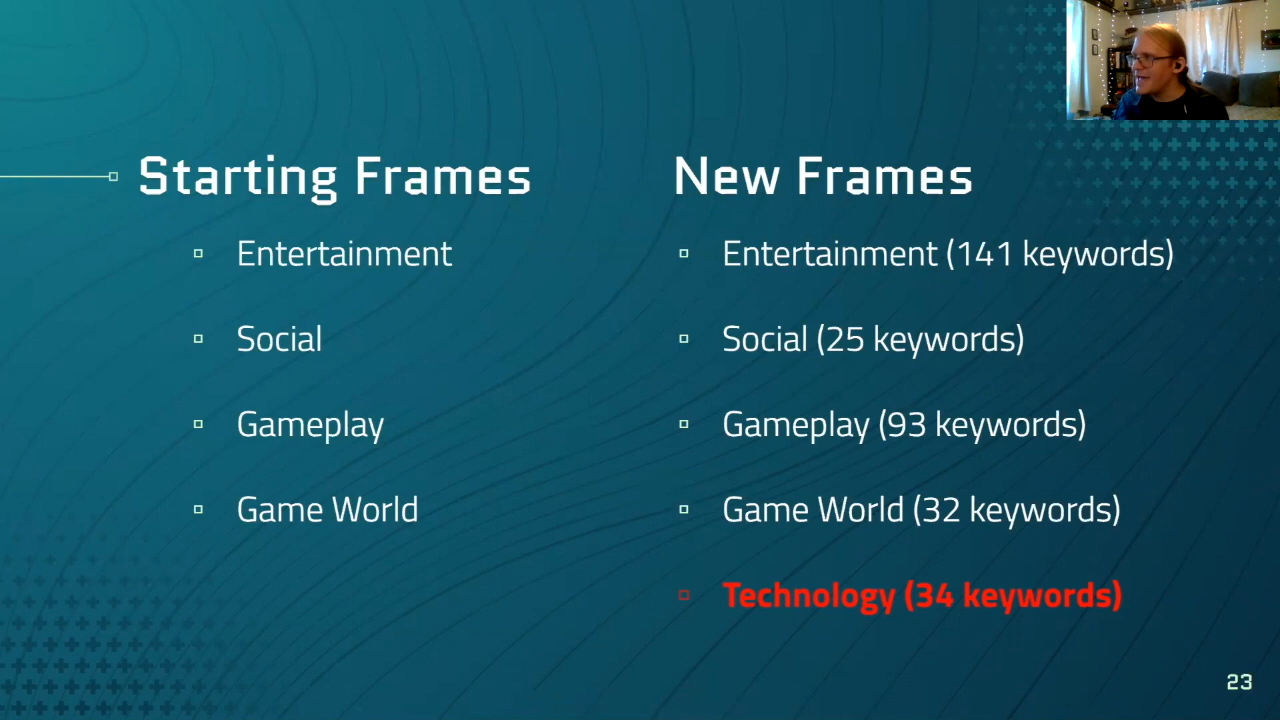 Starting Frames
Entertainment
Social
Gameplay
Game World
New Frames
Entertainment (141 keywords)
Social (25 keywords)
Gameplay (93 keywords)
Game World (32 keywords)
Technology (34 keywords)
23